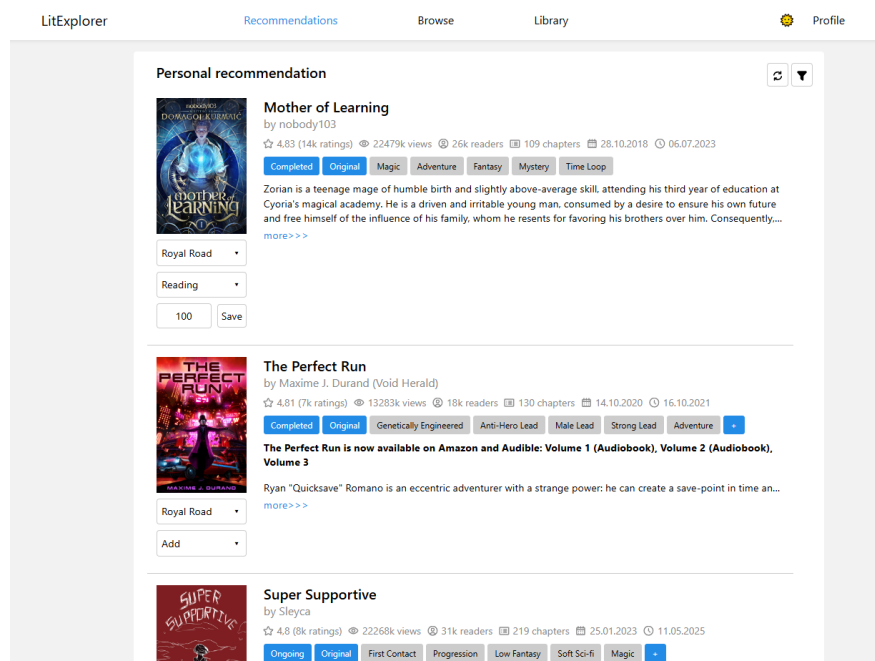 LitExplorer
Recommendations
Browse
Library
Profile
Personal recommendation
nobody103
DOMAGOJ KURMAIĆ
MOTHER of
LEARNING
I
Mother of Learning
by nobody103
4,83 (14k ratings) 22479k views 26k readers 109 chapters 28.10.2018 06.07.2023
Completed Original Magic Adventure Fantasy Mystery Time Loop
Zorian is a teenage mage of humble birth and slightly above-average skill, attending his third year of education at
Cyoria's magical academy. He is a driven and irritable young man, consumed by a desire to ensure his own future
and free himself of the influence of his family, whom he resents for favoring his brothers over him. Consequently,...
more>>>
Royal Road
Reading
100 Save
THE
PERFECT
RUN
MAXIME J. DURAND
The Perfect Run
by Maxime J. Durand (Void Herald)
4,81 (7k ratings) 13283k views 18k readers 130 chapters 14.10.2020 16.10.2021
Completed Original Genetically Engineered Anti-Hero Lead Male Lead Strong Lead Adventure +
The Perfect Run is now available on Amazon and Audible: Volume 1 (Audiobook), Volume 2 (Audiobook),
Volume 3
Ryan "Quicksave" Romano is an eccentric adventurer with a strange power: he can create a save-point in time an...
more>>>
Royal Road
Add
SUPER
SUPPORTIVE
Super Supportive
by Sleyca
4,8 (8k ratings) 22268k views 31k readers 219 chapters 25.01.2023 11.05.2025
Ongoing Original First Contact Progression Low Fantasy Soft Sci-fi Magic +